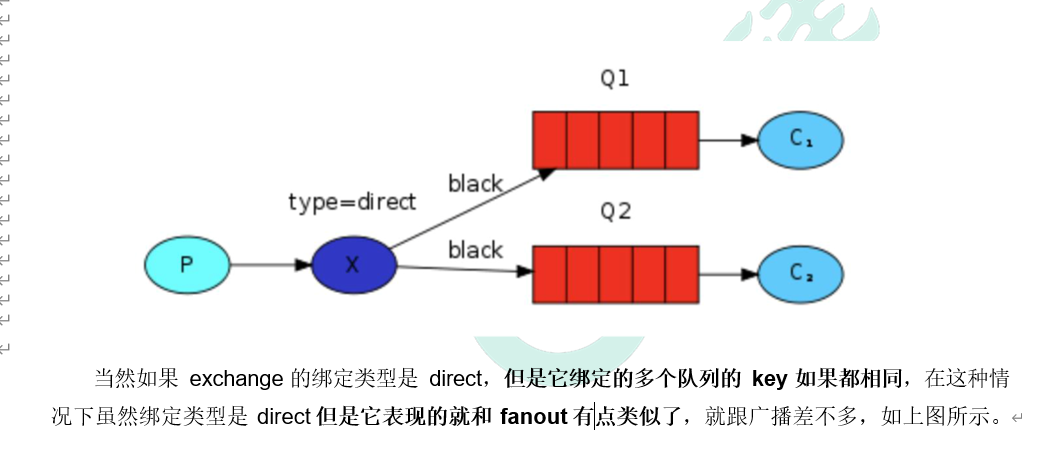 Q1
C₁
black
type=direct
Q2
black
P
X
C₂
当然如果 exchange 的绑定类型是 direct，但是它绑定的多个队列的 key 如果都相同，在这种情
况下虽然绑定类型是 direct 但是它表现的就和 fanout 有点类似了，就跟广播差不多，如上图所示。